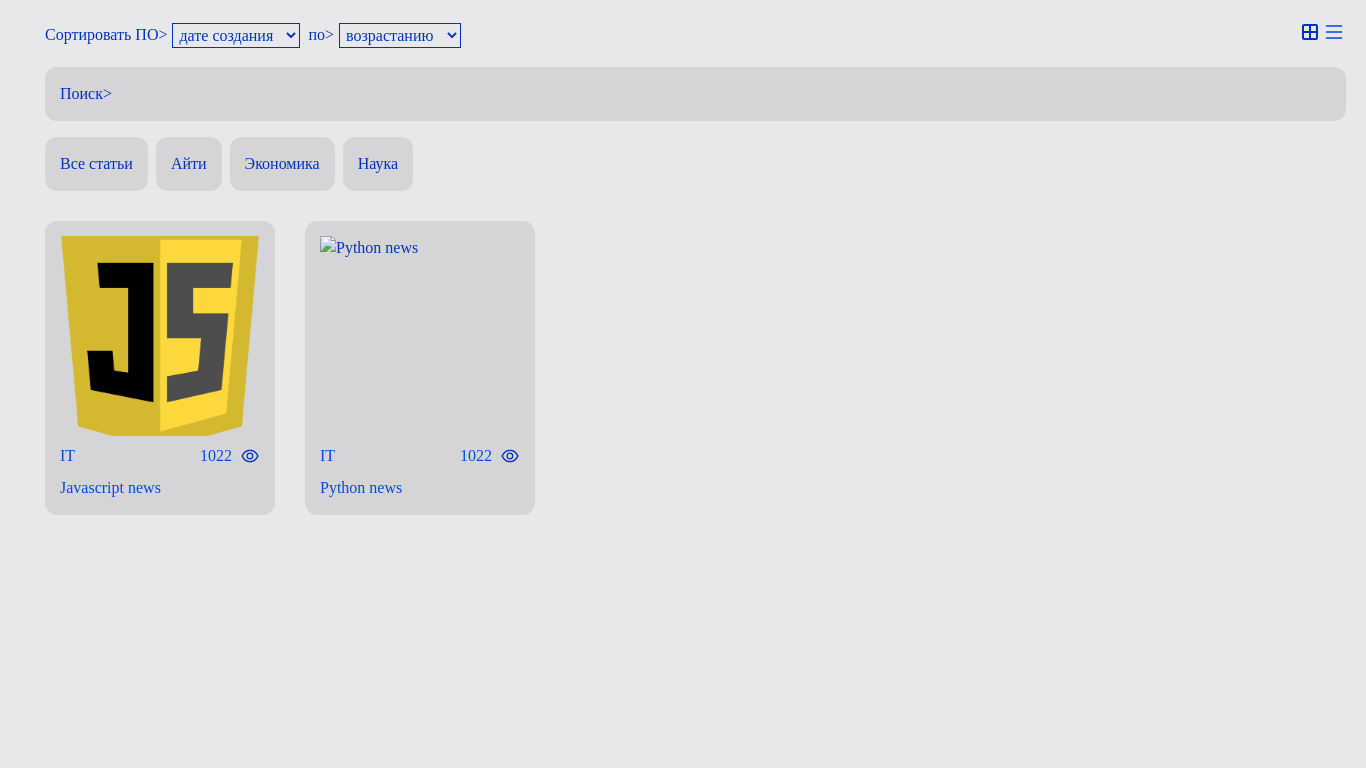 Сортировать ПО> дате создания по> возрастанию
Поиск>
Все статьи Айти Экономика Наука
JS Python news
IT 1022 IT 1022
Javascript news Python news